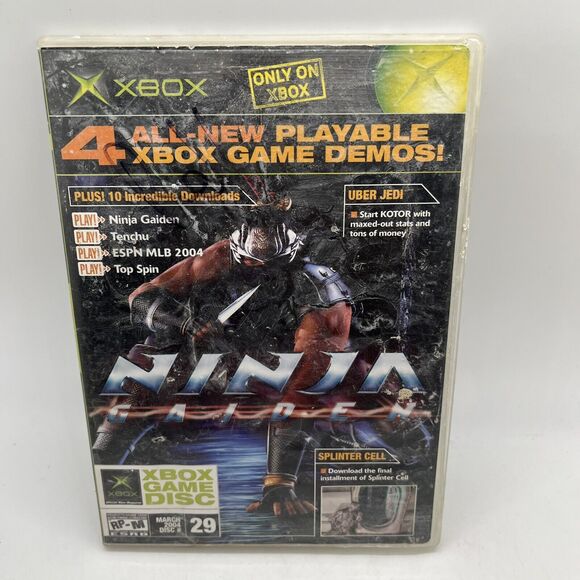 XBOX
ONLY ON
XBOX
4 ALL-NEW PLAYABLE
XBOX GAME DEMOS!
PLUS! 10 Incredible Downloads
PLAY! » Ninja Gaiden
PLAY! » Tenchu
PLAY! » ESPN MLB 2004
PLAY! » Top Spin
UBER JEDI
Start KOTOR with
maxed-out stats and
tons of money
NINJA
GAIDEN
SPLINTER CELL
Download the final
installment of Splinter Cell
XBOX
XBOX
GAME
DISC
RP-M
ESRB
MARCH
2004
DISC #
29